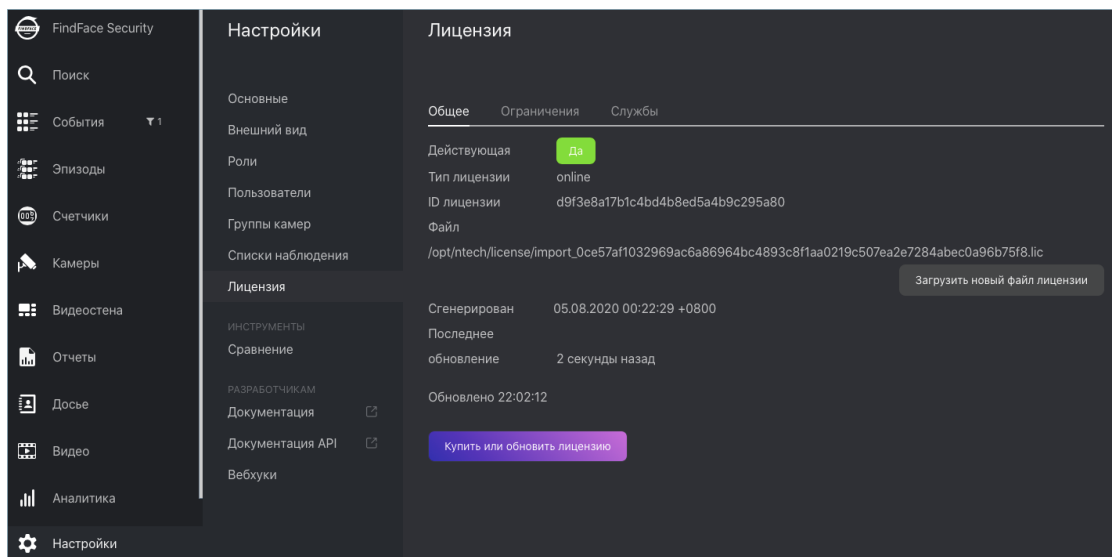 FindFace Security
Поиск
События 1
Эпизоды
Счетчики
Камеры
Видеостена
Отчеты
Досье
Видео
Аналитика
Настройки
Настройки
Основные
Внешний вид
Роли
Пользователи
Группы камер
Списки наблюдения
Лицензия
ИНСТРУМЕНТЫ
Сравнение
РАЗРАБОТЧИКАМ
Документация
Документация API
Вебхуки
Лицензия
Общее Ограничения Службы
Действующая Да
Тип лицензии online
ID лицензии d9f3e8a17b1c4bd4b8ed5a4b9c295a80
Файл
/opt/ntech/license/import_0ce57af1032969ac6a86964bc4893c8f1aa0219c507ea2e7284abec0a96b75f8.lic
Загрузить новый файл лицензии
Сгенерирован 05.08.2020 00:22:29 +0800
Последнее
обновление 2 секунды назад
Обновлено 22:02:12
Купить или обновить лицензию